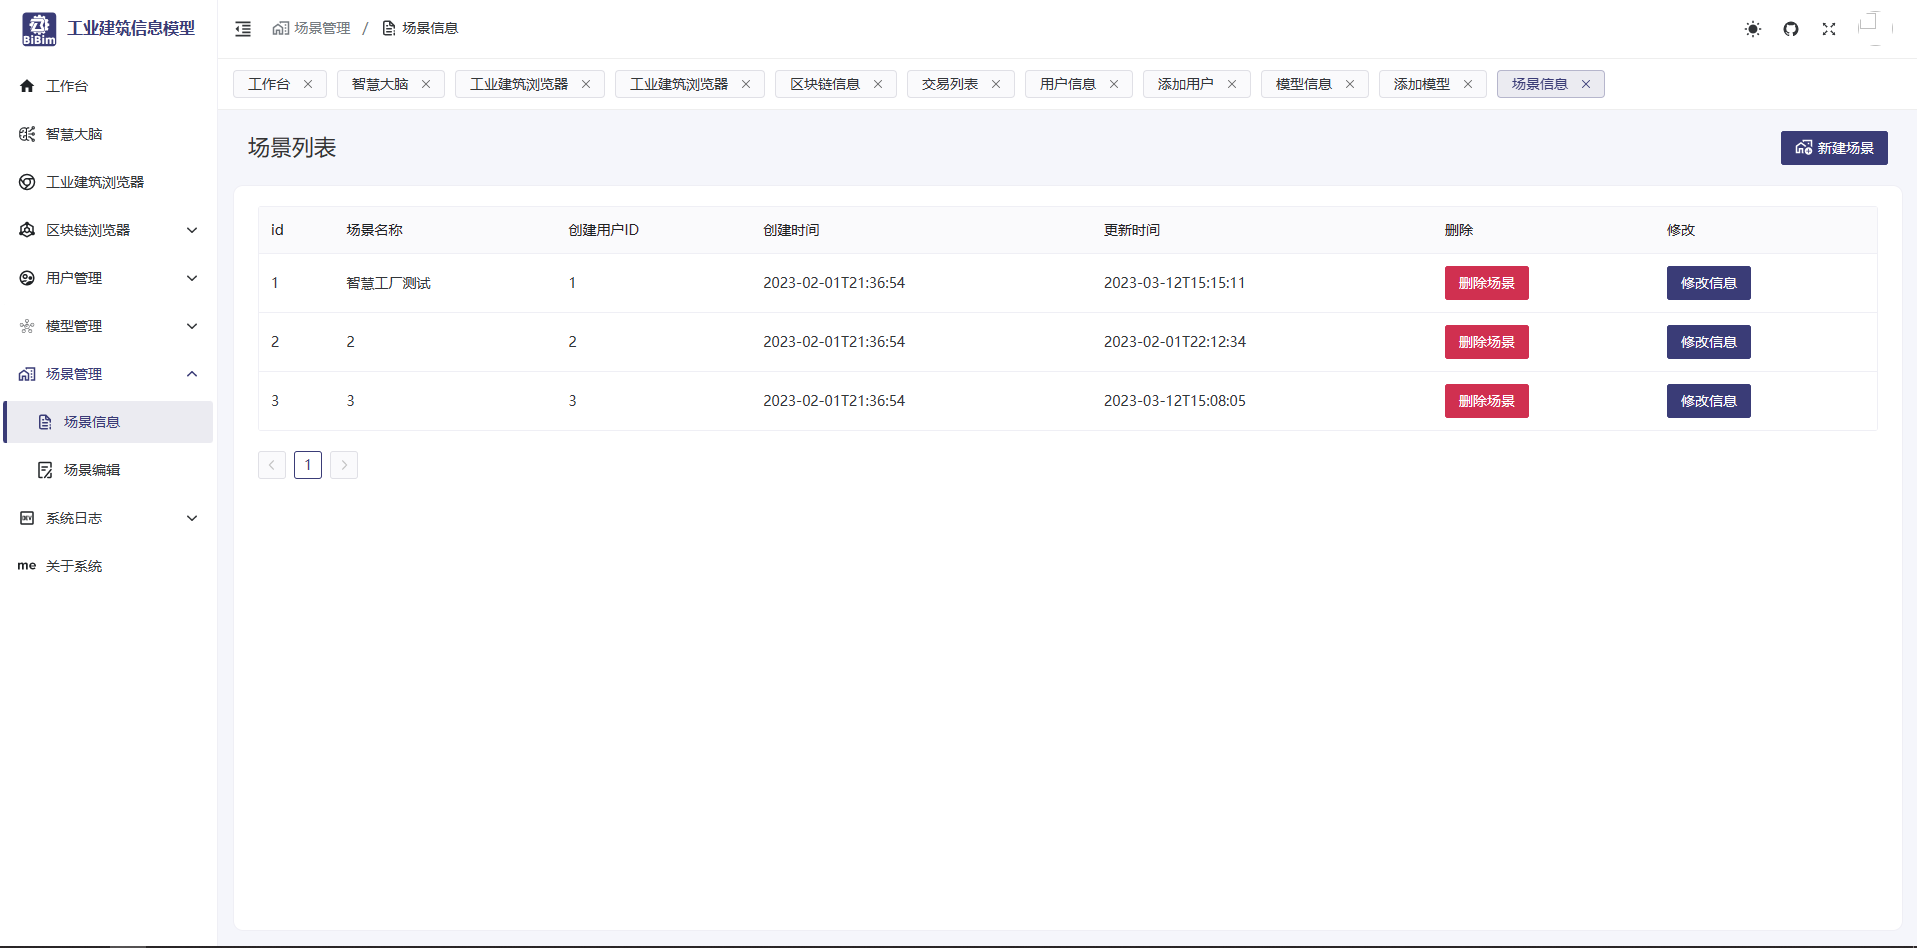 BiBim
工业建筑信息模型
场景管理 / 场景信息
工作台
智慧大脑
工业建筑浏览器
区块链浏览器
用户管理
模型管理
场景管理
场景信息
场景编辑
系统日志
me 关于系统
工作台 智慧大脑 工业建筑浏览器 工业建筑浏览器 区块链信息 交易列表 用户信息 添加用户 模型信息 添加模型 场景信息
场景列表
新建场景
id 场景名称 创建用户ID 创建时间 更新时间 删除 修改
1 智慧工厂测试 1 2023-02-01T21:36:54 2023-03-12T15:15:11 删除场景 修改信息
2 2 2 2023-02-01T21:36:54 2023-02-01T22:12:34 删除场景 修改信息
3 3 3 2023-02-01T21:36:54 2023-03-12T15:08:05 删除场景 修改信息
1